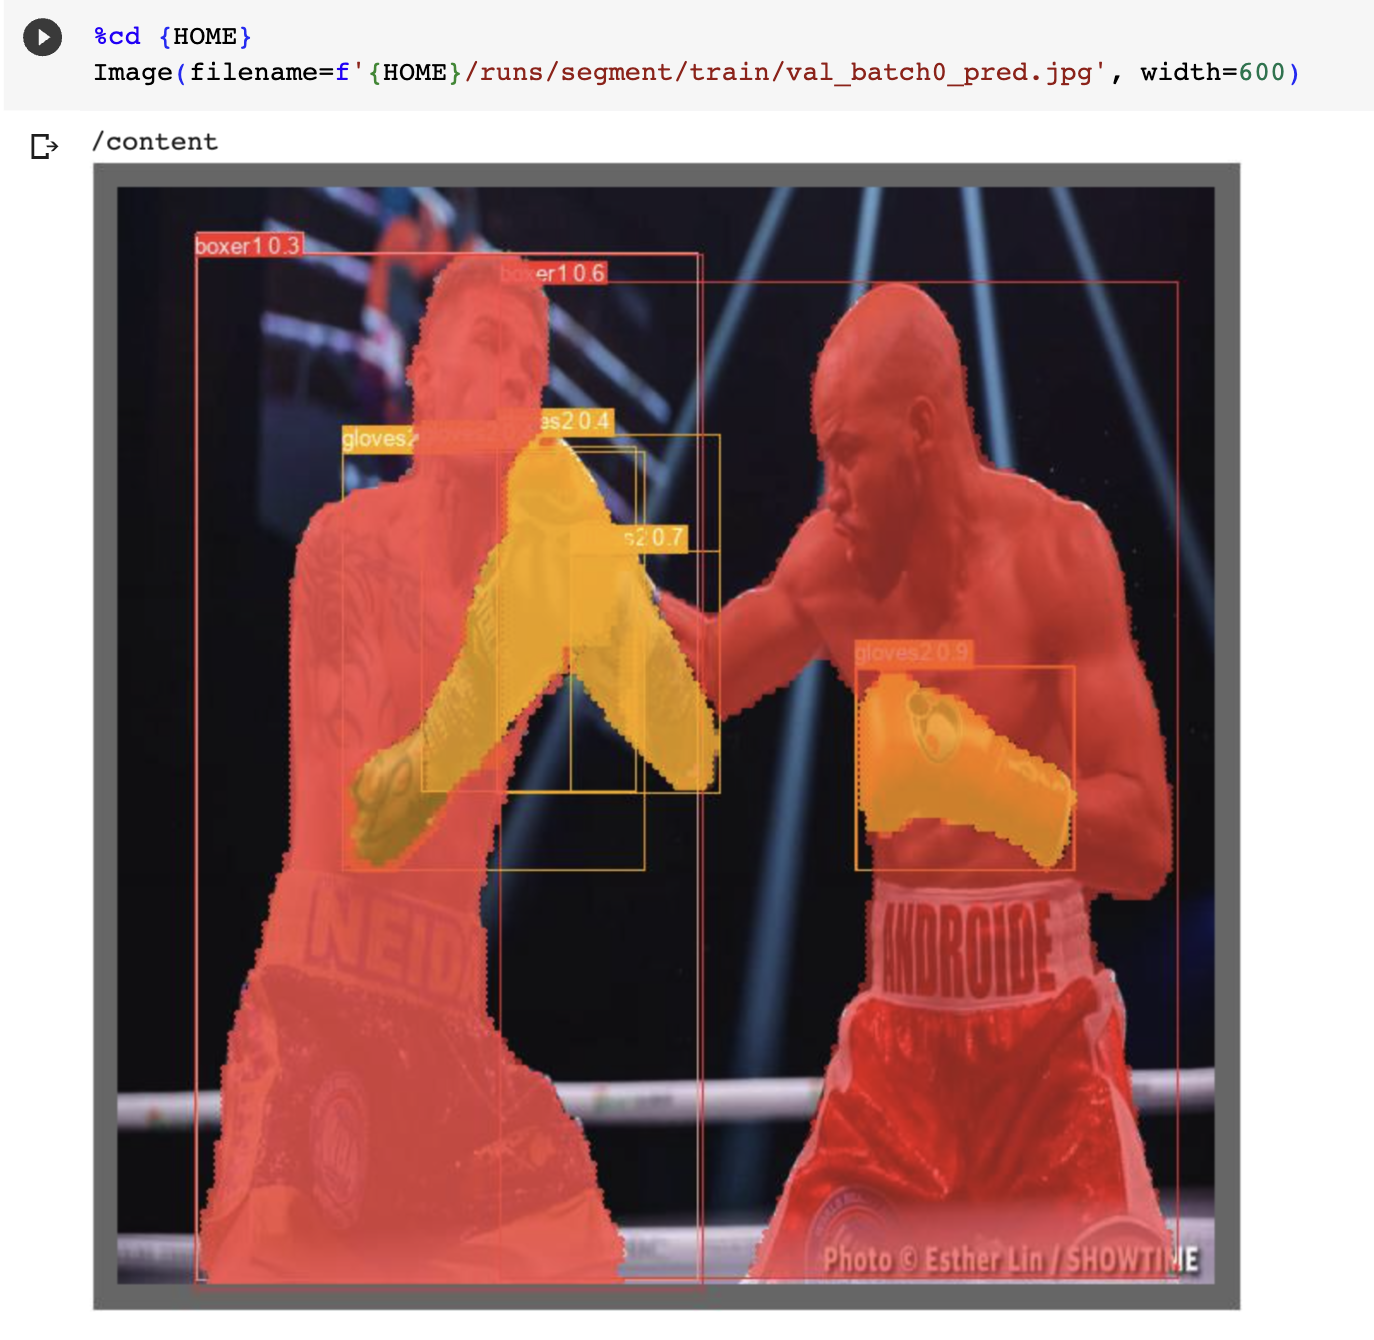 %cd {HOME}
Image(filename=f'{HOME}/runs/segment/train/val_batch0_pred.jpg', width=600)
/content
boxer1 0.3
boxer1 0.6
gloves2
es2 0.4
s2 0.7
gloves2 0.9
NEID
ANDROIDE
Photo © Esther Lin / SHOWTIME